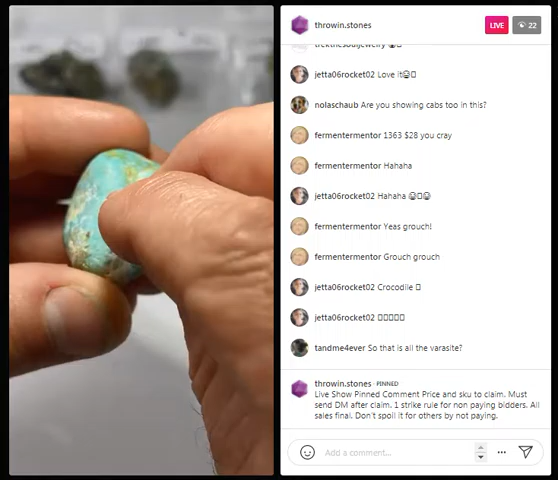 throwin.stones
LIVE
22
jetta06rocket02 Love it
nolaschaub Are you showing cabs too in this?
fermentermentor 1363 $28 you cray
fermentermentor Hahaha
jetta06rocket02 Hahaha
fermentermentor Yeas grouch!
fermentermentor Grouch grouch
jetta06rocket02 Crocodile
jetta06rocket02
tandme4ever So that is all the varasite?
throwin.stones · PINNED
Live Show Pinned Comment Price and sku to claim. Must
send DM after claim. 1 strike rule for non paying bidders. All
sales final. Don't spoil it for others by not paying.
Add a comment...